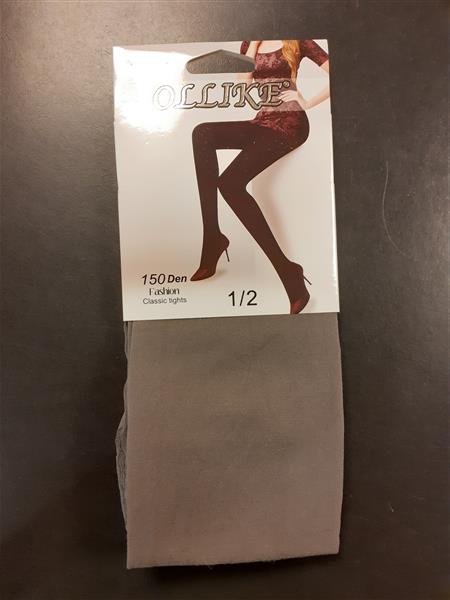 OLLIKE
150 Den
Fashion
Classic tights
1/2